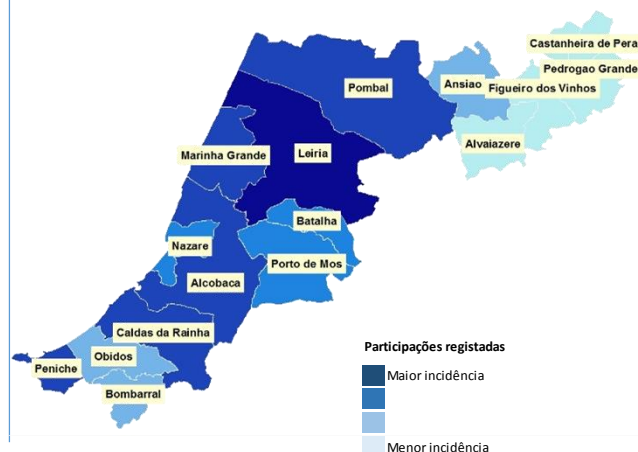 Castanheira de Pera
Pedrogao Grande
Ansiao
Figueiro dos Vinhos
Pombal
Alvaiazere
Marinha Grande
Leiria
Batalha
Nazare
Porto de Mos
Alcobaca
Caldas da Rainha
Obidos
Peniche
Bombarral
Participações registadas
Maior incidência
Menor incidência